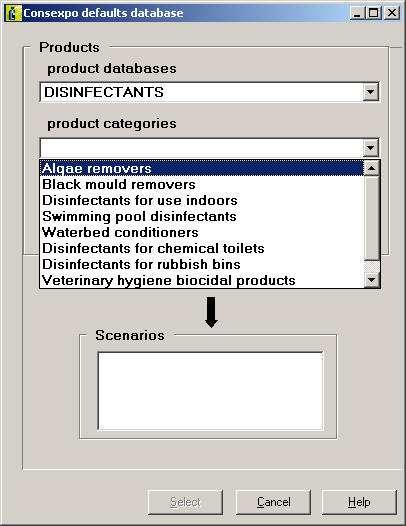 Consexpo defaults database
Products
product databases
DISINFECTANTS
product categories
Algae removers
Black mould removers
Disinfectants for use indoors
Swimming pool disinfectants
Waterbed conditioners
Disinfectants for chemical toilets
Disinfectants for rubbish bins
Veterinary hygiene biocidal products
Scenarios
Select
Cancel
Help